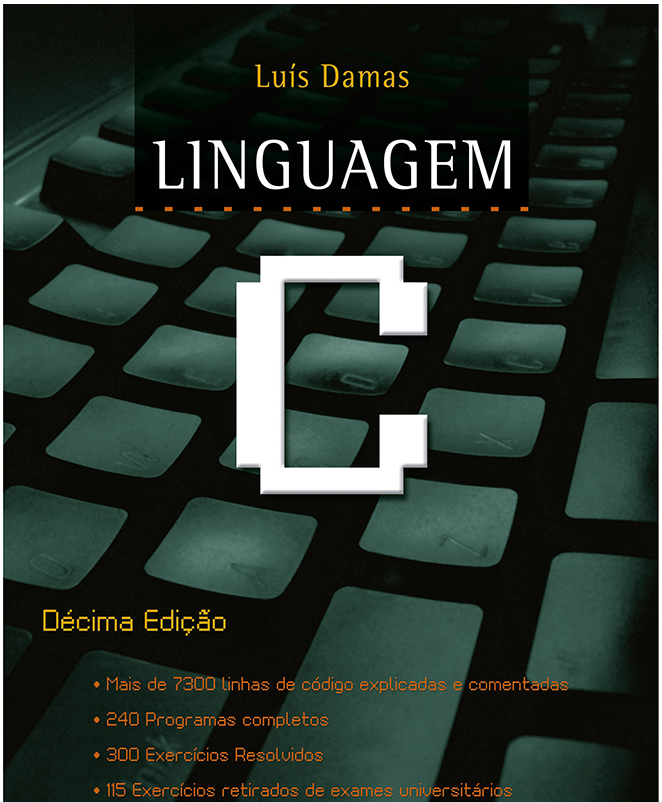 Luís Damas
LINGUAGEM
C
Décima Edição
• Mais de 7300 linhas de código explicadas e comentadas
• 240 Programas completos
• 300 Exercícios Resolvidos
• 115 Exercícios retirados de exames universitários